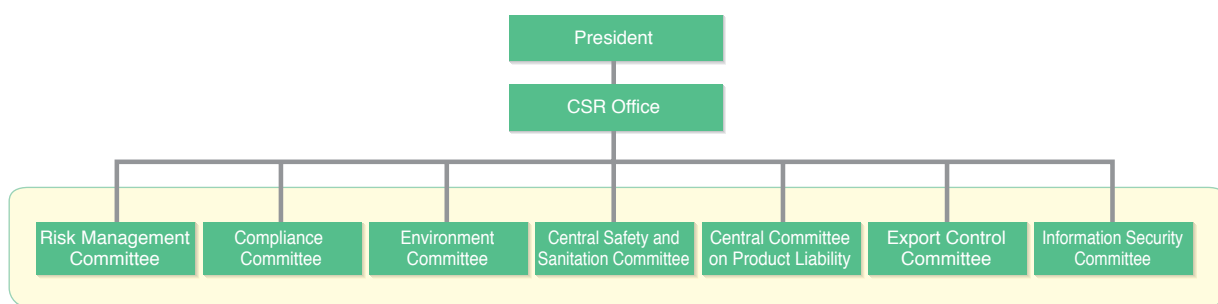 President
CSR Office
Risk Management
Committee
Compliance
Committee
Environment
Committee
Central Safety and
Sanitation Committee
Central Committee
on Product Liability
Export Control
Committee
Information Security
Committee